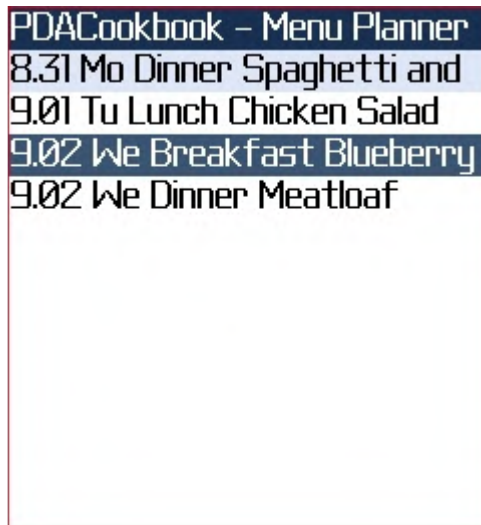 PDACookbook - Menu Planner
8.31 Mo Dinner Spaghetti and
9.01 Tu Lunch Chicken Salad
9.02 We Breakfast Blueberry
9.02 We Dinner Meatloaf